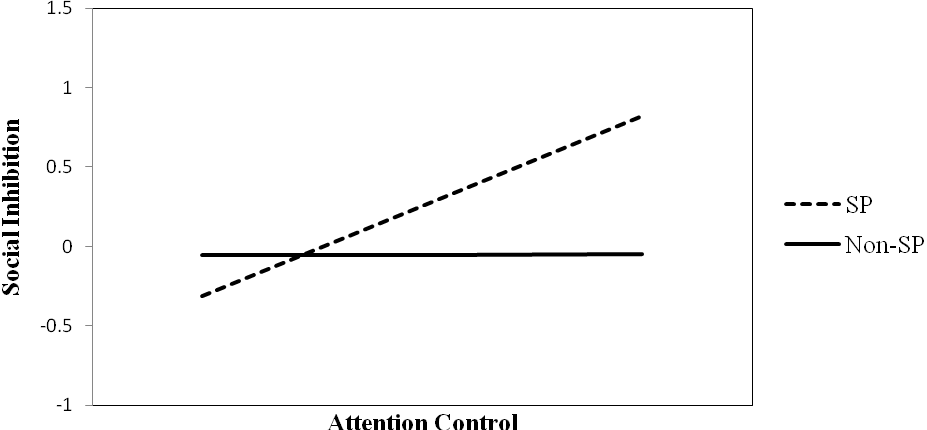 1.5
1
0.5
0
-0.5
-1
Social Inhibition
Attention Control
SP
Non-SP